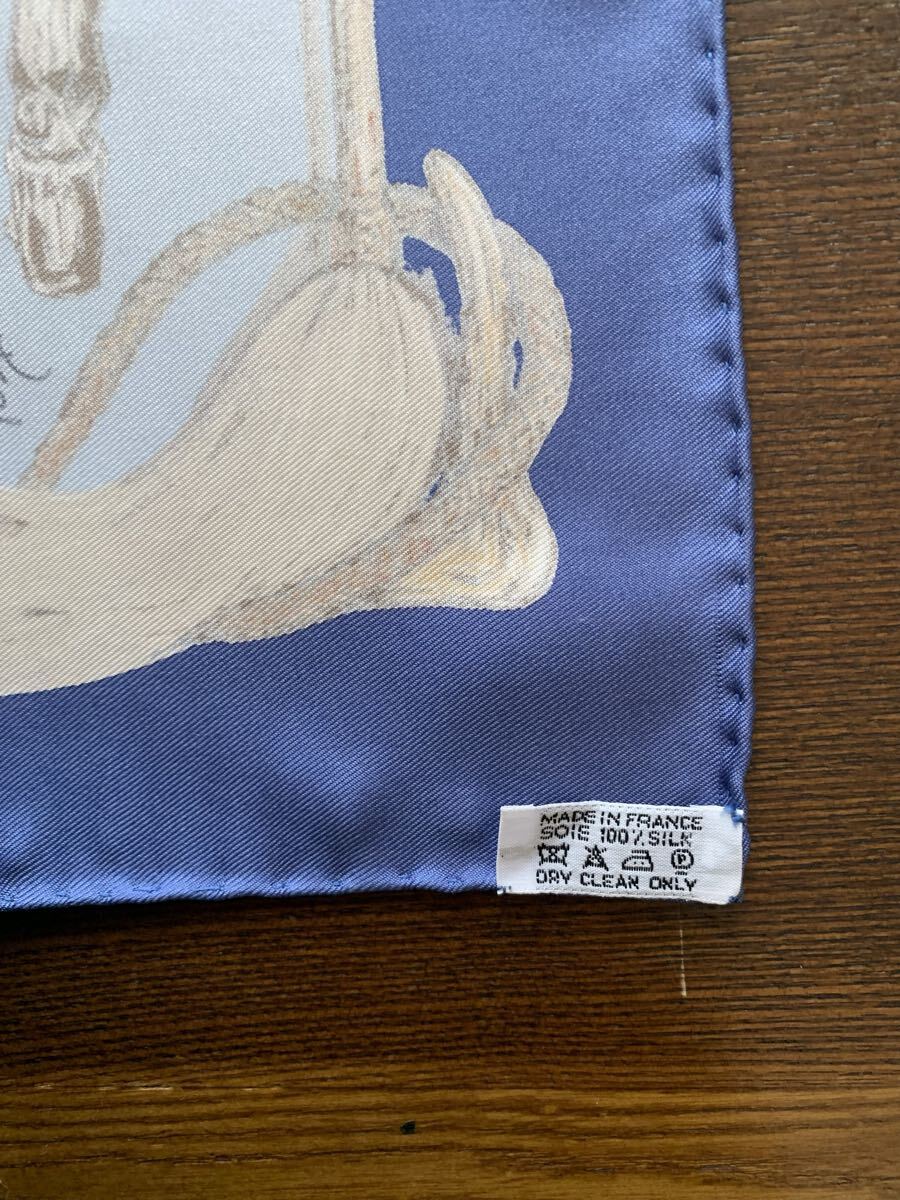 MADE IN FRANCE
SOIE 100% SILK
P
DRY CLEAN ONLY